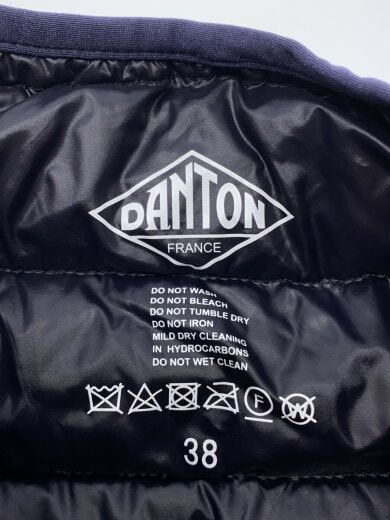 DANTON
FRANCE
DO NOT WASH
DO NOT BLEACH
DO NOT TUMBLE DRY
DO NOT IRON
MILD DRY CLEANING
IN HYDROCARBONS
DO NOT WET CLEAN
F W
38